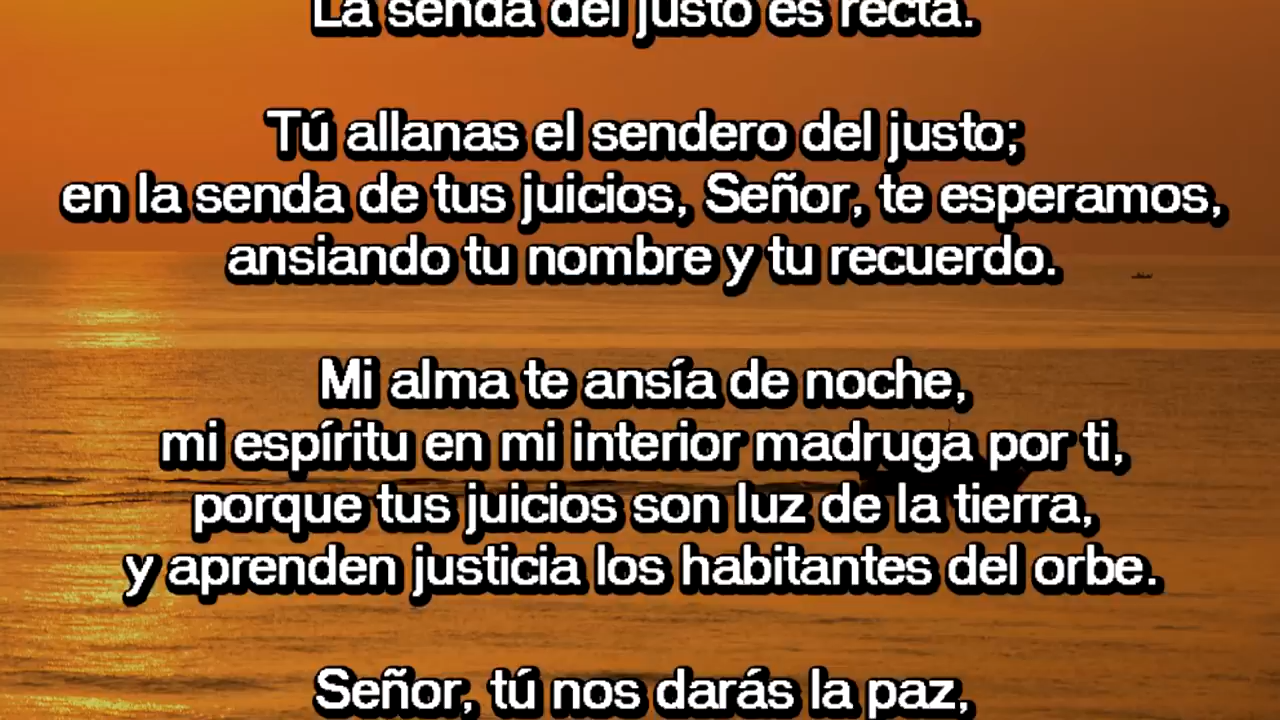 La senda del justo es recta.
Tú allanas el sendero del justo;
en la senda de tus juicios, Señor, te esperamos,
ansiando tu nombre y tu recuerdo.
Mi alma te ansía de noche,
mi espíritu en mi interior madruga por ti,
porque tus juicios son luz de la tierra,
y aprenden justicia los habitantes del orbe.
Señor, tú nos darás la paz,